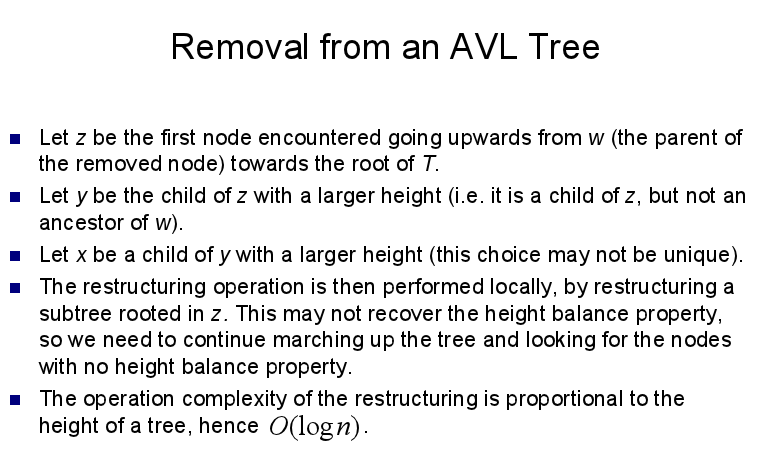 Removal from an AVL Tree
Let z be the first node encountered going upwards from w (the parent of
the removed node) towards the root of T.
Let y be the child of z with a larger height (i.e. it is a child of z, but not an
ancestor of w).
Let x be a child of y with a larger height (this choice may not be unique).
The restructuring operation is then performed locally, by restructuring a
subtree rooted in z. This may not recover the height balance property,
so we need to continue marching up the tree and looking for the nodes
with no height balance property.
The operation complexity of the restructuring is proportional to the
height of a tree, hence O(log n).